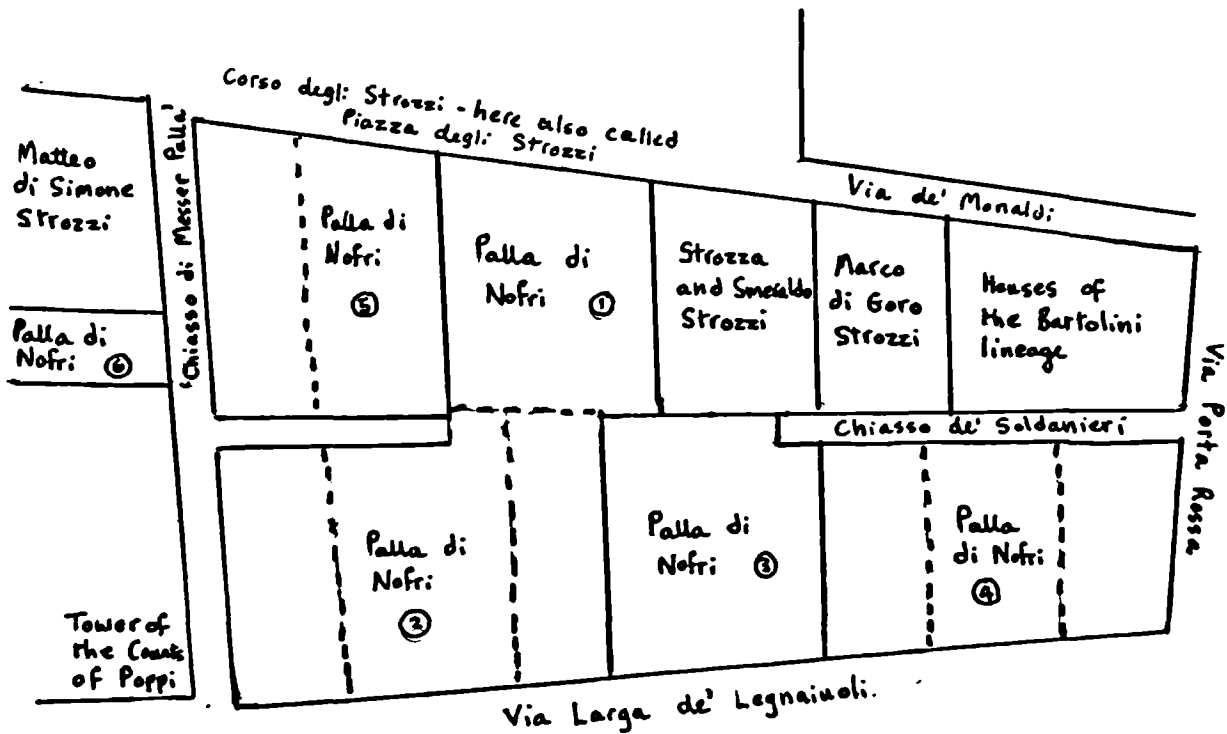 Corso degli Strozzi - here also called
Piazza degli Strozzi
Matteo
di Simone
Strozzi
'Chiasso di Messer Palla'
Palla di
Nofri
⑤
Palla di
Nofri ①
Strozza
and Smeraldo
Strozzi
Marco
di Goro
Strozzi
Via de' Monaldi
Houses of
the Bartolini
lineage
Palla di
Nofri ⑥
Via Porta Rossa
Chiasso de' Soldanieri
Palla di
Nofri
②
Palla di
Nofri ③
Palla
di Nofri
④
Tower of
the Counts
of Poppi
Via Larga de' Legnaiuoli.